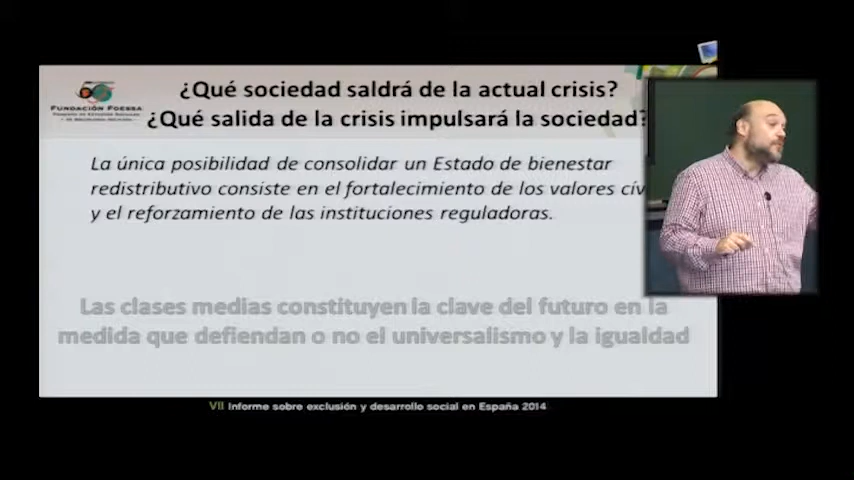 ¿Qué sociedad saldrá de la actual crisis?
¿Qué salida de la crisis impulsará la sociedad?
FUNDACIÓN FOESSA
La única posibilidad de consolidar un Estado de bienestar
redistributivo consiste en el fortalecimiento de los valores cív
y el reforzamiento de las instituciones reguladoras.
Las clases medias constituyen la clave del futuro en la
medida que defiendan o no el universalismo y la igualdad
VII Informe sobre exclusión y desarrollo social en España 2014